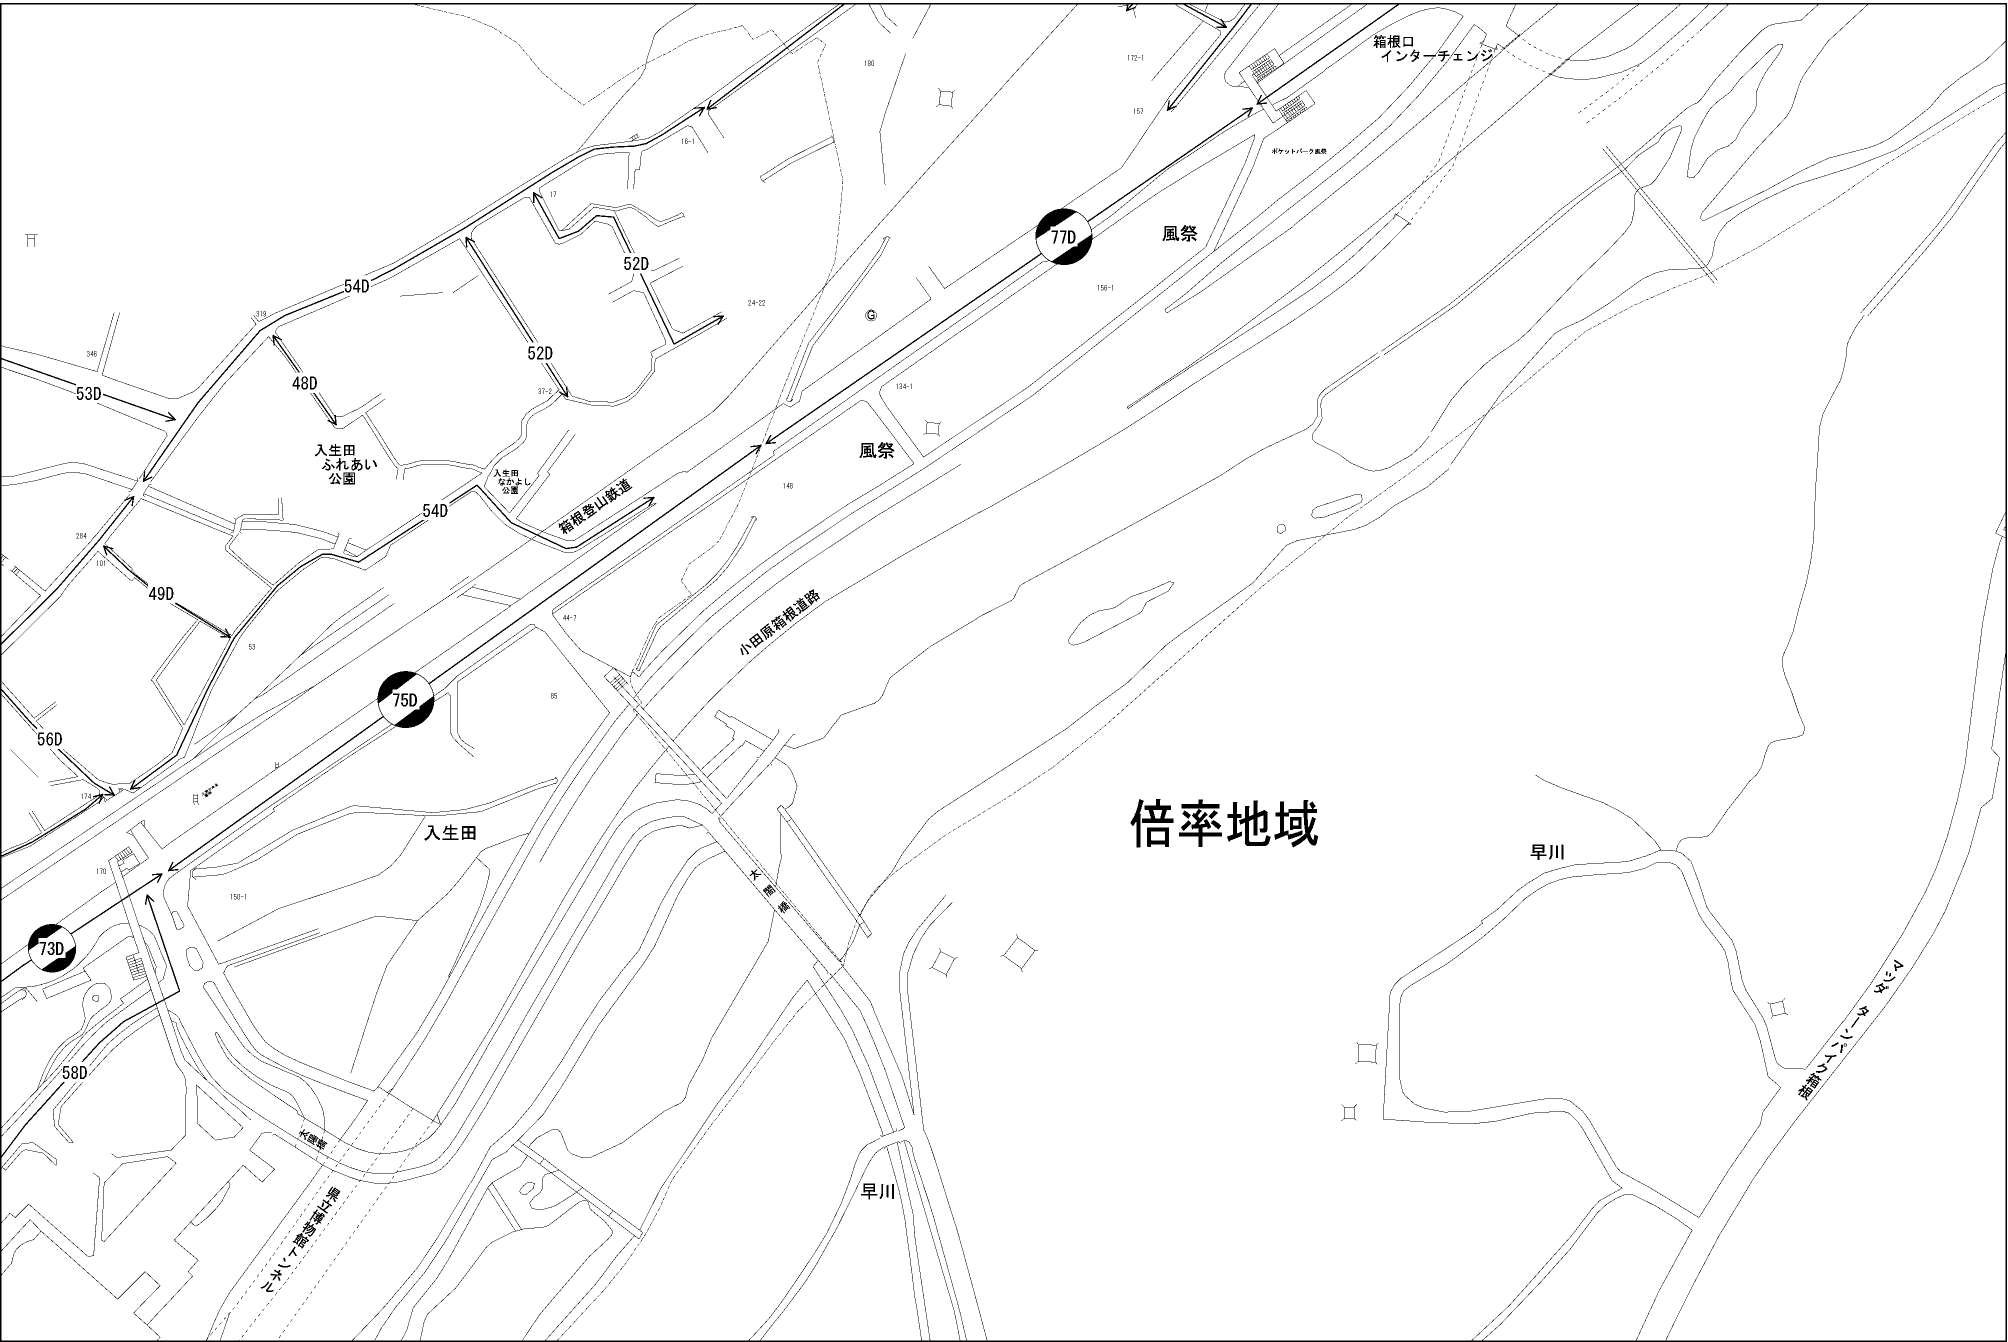 箱根口
インターチェンジ
180
172-1
157
16-1
ポケットパーク風祭
17
77D
風祭
52D
54D
156-1
24-22
319
G
346
52D
48D
53D
37-2
134-1
入生田
ふれあい
公園
風祭
入生田
なかよし
公園
148
箱根登山鉄道
54D
284
101
49D
小田原箱根道路
44-7
53
75D
85
56D
174
倍率地域
入生田
早川
170
太閤橋
150-1
73D
マツダ ターンパイク箱根
58D
早川
県立博物館トンネル